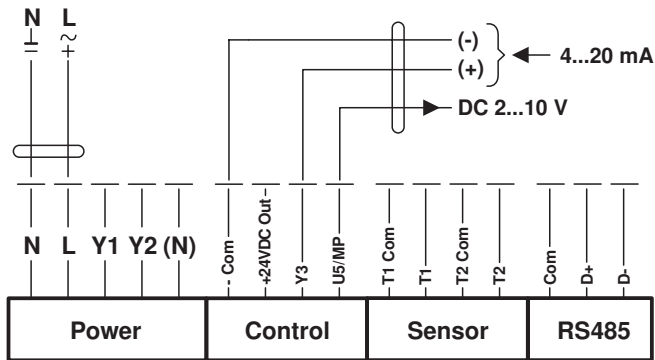 N L
(-)
(+)
4...20 mA
DC 2...10 V
N L Y1 Y2 (N)
- Com
+24VDC Out
Y3
U5/MP
T1 Com
T1
T2 Com
T2
Com
D+
D-
Power Control Sensor RS485